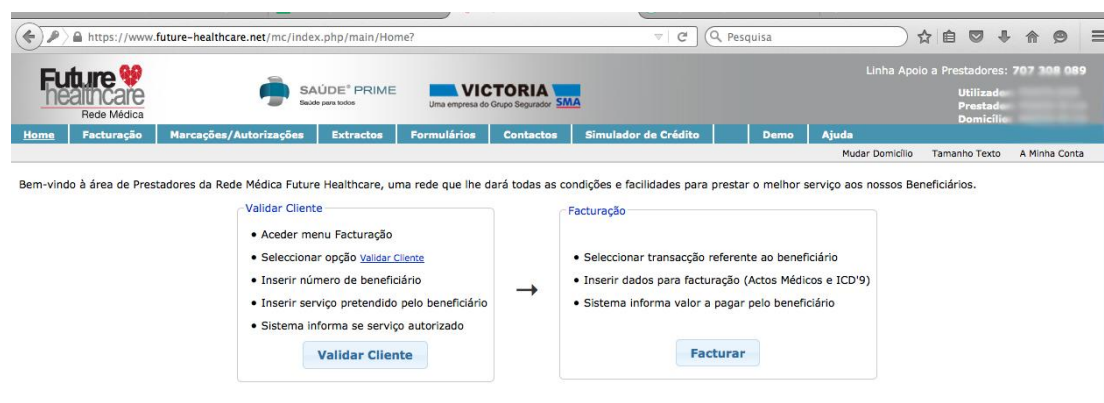 https://www.future-healthcare.net/mc/index.php/main/Home?
Pesquisa
Future
healthcare
Rede Médica
SAÚDE+ PRIME
Saúde para todos
VICTORIA
Uma empresa do Grupo Segurador SMA
Linha Apoio a Prestadores: 707 308 089
Utilizador
Prestador
Domicílio
Home Facturação Marcações/Autorizações Extractos Formulários Contactos Simulador de Crédito Demo Ajuda
Mudar Domicílio Tamanho Texto A Minha Conta
Bem-vindo à área de Prestadores da Rede Médica Future Healthcare, uma rede que lhe dará todas as condições e facilidades para prestar o melhor serviço aos nossos Beneficiários.
Validar Cliente
• Aceder menu Facturação
• Seleccionar opção Validar Cliente
• Inserir número de beneficiário
• Inserir serviço pretendido pelo beneficiário
• Sistema informa se serviço autorizado
Validar Cliente
→
Facturação
• Seleccionar transacção referente ao beneficiário
• Inserir dados para facturação (Actos Médicos e ICD'9)
• Sistema informa valor a pagar pelo beneficiário
Facturar